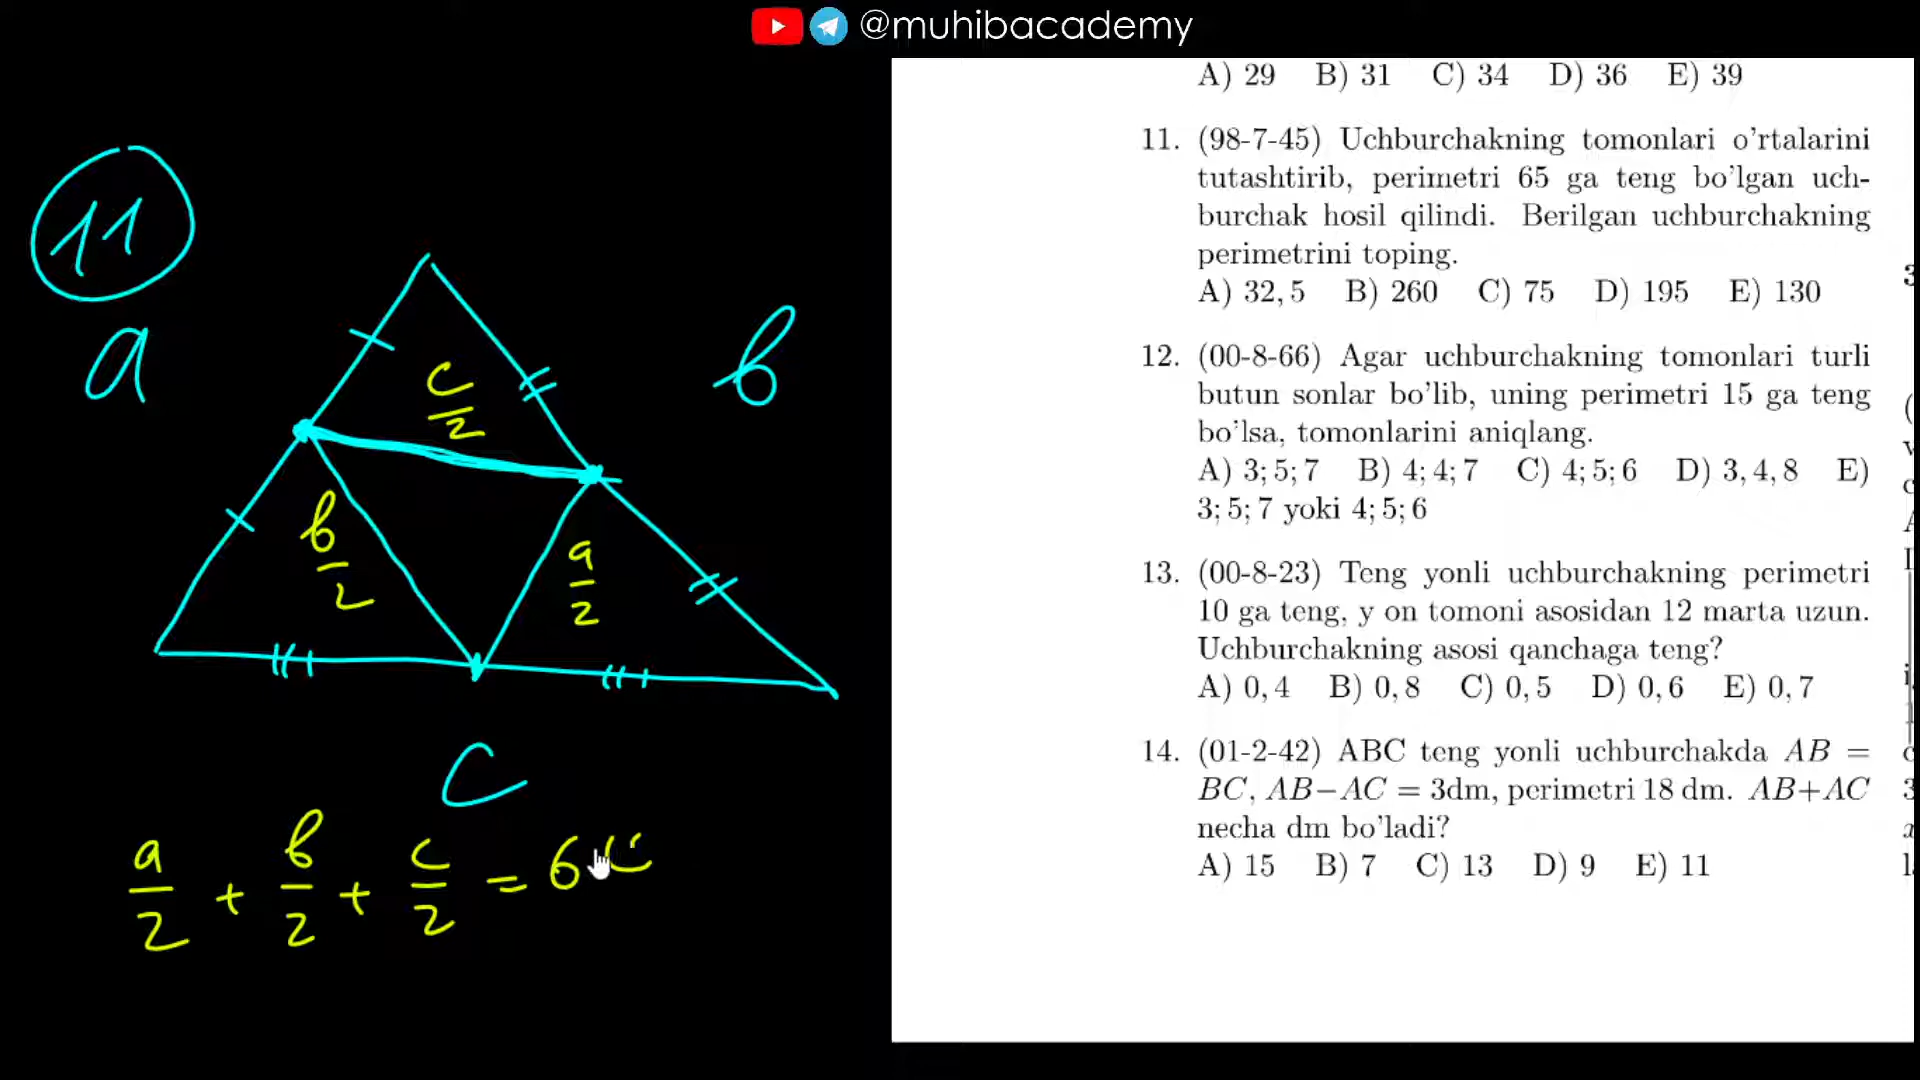 @muhibacademy
11
a
b
c/2
b/2
a/2
C
a/2 + b/2 + c/2 = 6
A) 29 B) 31 C) 34 D) 36 E) 39
11. (98-7-45) Uchburchakning tomonlari o'rtalarini
tutashtirib, perimetri 65 ga teng bo'lgan uch-
burchak hosil qilindi. Berilgan uchburchakning
perimetrini toping.
A) 32, 5 B) 260 C) 75 D) 195 E) 130
12. (00-8-66) Agar uchburchakning tomonlari turli
butun sonlar bo'lib, uning perimetri 15 ga teng
bo'lsa, tomonlarini aniqlang.
A) 3; 5; 7 B) 4; 4; 7 C) 4; 5; 6 D) 3, 4, 8 E)
3; 5; 7 yoki 4; 5; 6
13. (00-8-23) Teng yonli uchburchakning perimetri
10 ga teng, y on tomoni asosidan 12 marta uzun.
Uchburchakning asosi qanchaga teng?
A) 0, 4 B) 0, 8 C) 0, 5 D) 0, 6 E) 0, 7
14. (01-2-42) ABC teng yonli uchburchakda AB =
BC, AB−AC = 3dm, perimetri 18 dm. AB+AC
necha dm bo'ladi?
A) 15 B) 7 C) 13 D) 9 E) 11